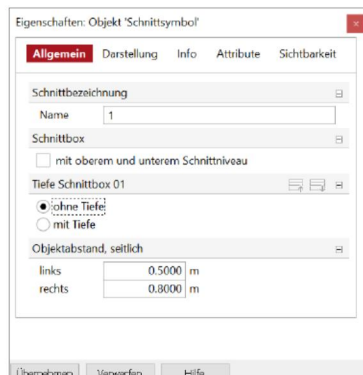 Eigenschaften: Objekt 'Schnittsymbol'
Allgemein Darstellung Info Attribute Sichtbarkeit
Schnittbezeichnung
Name 1
Schnittbox
mit oberem und unterem Schnittniveau
Tiefe Schnittbox 01
ohne Tiefe
mit Tiefe
Objektabstand, seitlich
links 0.5000 m
rechts 0.8000 m
Übernehmen Verwerfen Hilfe